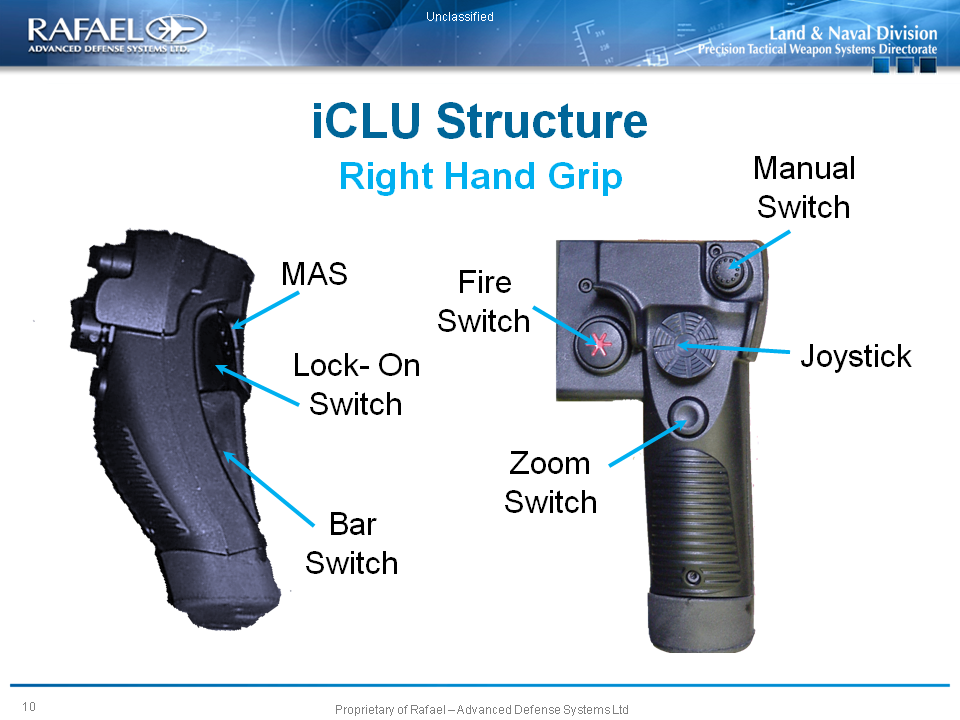 Unclassified
RAFAEL
ADVANCED DEFENSE SYSTEMS LTD.
Land & Naval Division
Precision Tactical Weapon Systems Directorate
iCLU Structure
Right Hand Grip
Manual
Switch
MAS
Fire
Switch
Lock- On
Switch
Joystick
Zoom
Switch
Bar
Switch
10
Proprietary of Rafael – Advanced Defense Systems Ltd